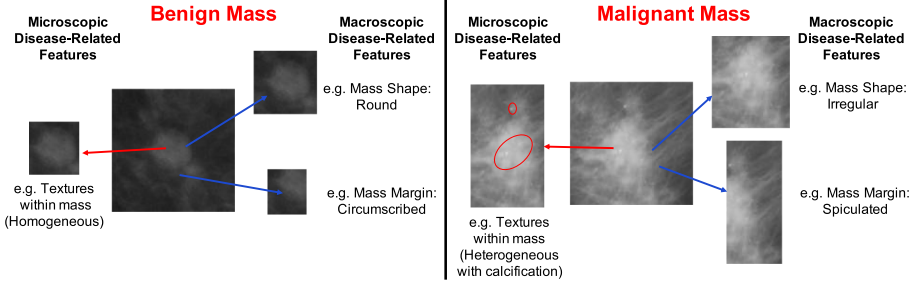 Benign Mass
Microscopic
Disease-Related
Features
Macroscopic
Disease-Related
Features
e.g. Mass Shape:
Round
e.g. Textures
within mass
(Homogeneous)
e.g. Mass Margin:
Circumscribed
Malignant Mass
Microscopic
Disease-Related
Features
Macroscopic
Disease-Related
Features
e.g. Mass Shape:
Irregular
e.g. Textures
within mass
(Heterogeneous
with calcification)
e.g. Mass Margin:
Spiculated